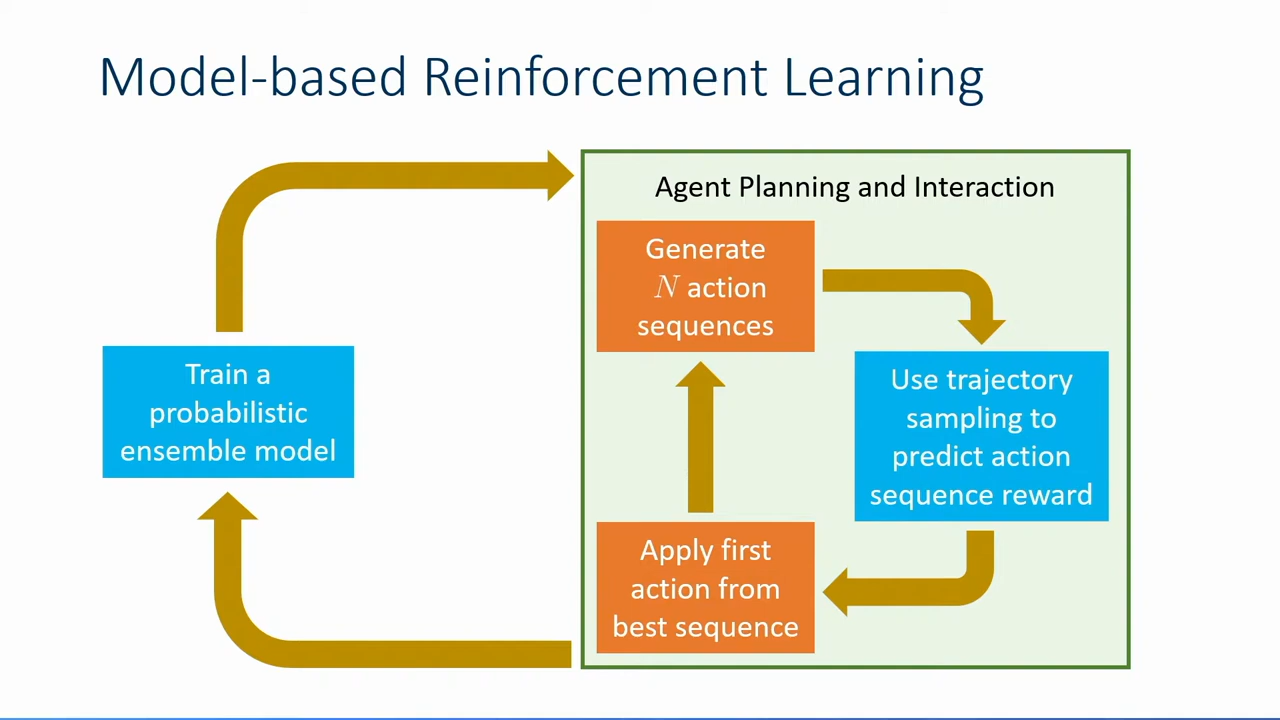 Model-based Reinforcement Learning
Agent Planning and Interaction
Generate
N action
sequences
Train a
probabilistic
ensemble model
Use trajectory
sampling to
predict action
sequence reward
Apply first
action from
best sequence